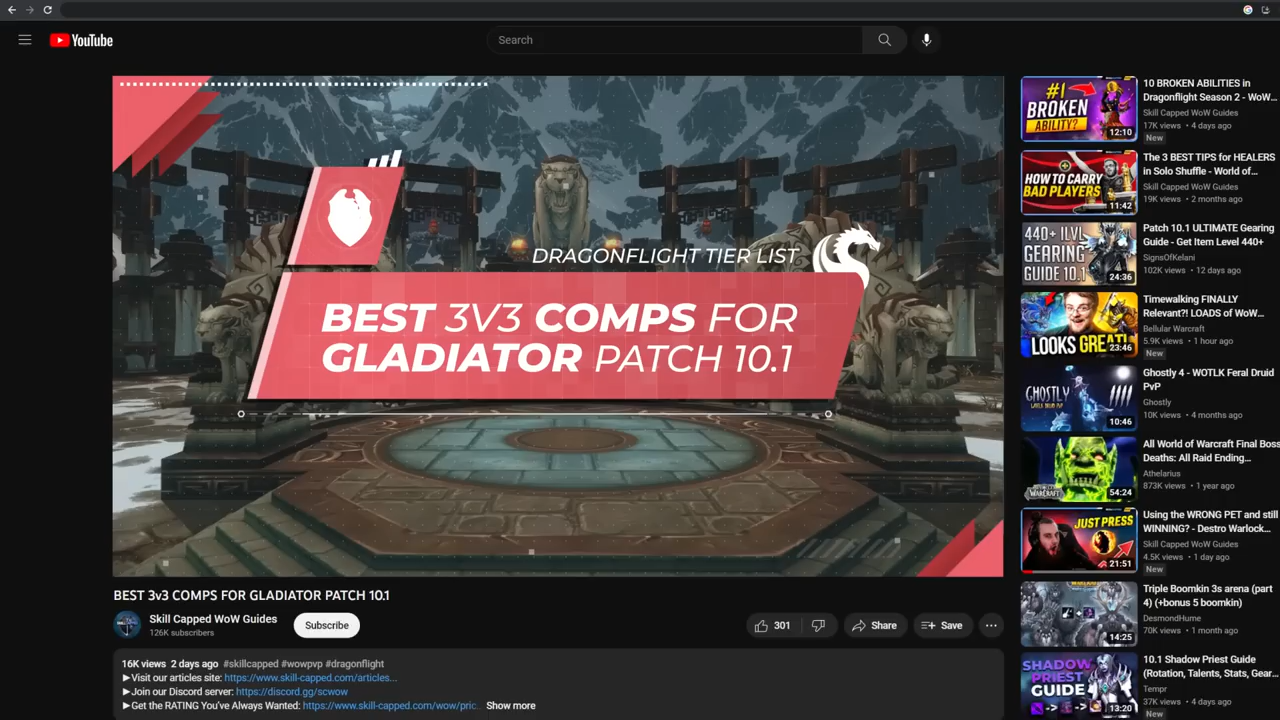 YouTube
Search
DRAGONFLIGHT TIER LIST
BEST 3V3 COMPS FOR
GLADIATOR PATCH 10.1
BEST 3v3 COMPS FOR GLADIATOR PATCH 10.1
Skill Capped WoW Guides
126K subscribers
Subscribe
301
Share
Save
16K views 2 days ago #skillcapped #wowpvp #dragonflight
▶Visit our articles site: https://www.skill-capped.com/articles...
▶Join our Discord server: https://discord.gg/scwow
▶Get the RATING You've Always Wanted: https://www.skill-capped.com/wow/pric... Show more
#1
BROKEN
ABILITY?
12:10
10 BROKEN ABILITIES in
Dragonflight Season 2 - WoW...
Skill Capped WoW Guides
17K views • 4 days ago
New
HOW TO CARRY
BAD PLAYERS
11:42
The 3 BEST TIPS for HEALERS
in Solo Shuffle - World of...
Skill Capped WoW Guides
19K views • 2 months ago
440+ ILVL
GEARING
GUIDE 10.1
24:36
Patch 10.1 ULTIMATE Gearing
Guide - Get Item Level 440+
SignsOfKelani
102K views • 12 days ago
LOOKS GREAT!
23:46
Timewalking FINALLY
Relevant?! LOADS of WoW...
Bellular Warcraft
5.9K views • 1 hour ago
New
GHOSTLY
10:46
Ghostly 4 - WOTLK Feral Druid
PvP
Ghostly
10K views • 4 months ago
WARCRAFT
54:24
All World of Warcraft Final Boss
Deaths: All Raid Ending...
Athelarius
873K views • 1 year ago
JUST PRESS
21:51
Using the WRONG PET and still
WINNING? - Destro Warlock...
Skill Capped WoW Guides
4.5K views • 1 day ago
New
14:25
Triple Boomkin 3s arena (part
4) (+bonus 5 boomkin)
DesmondHume
70K views • 1 month ago
SHADOW
PRIEST
GUIDE
13:20
10.1 Shadow Priest Guide
(Rotation, Talents, Stats, Gear...
Tempr
37K views • 4 days ago
New